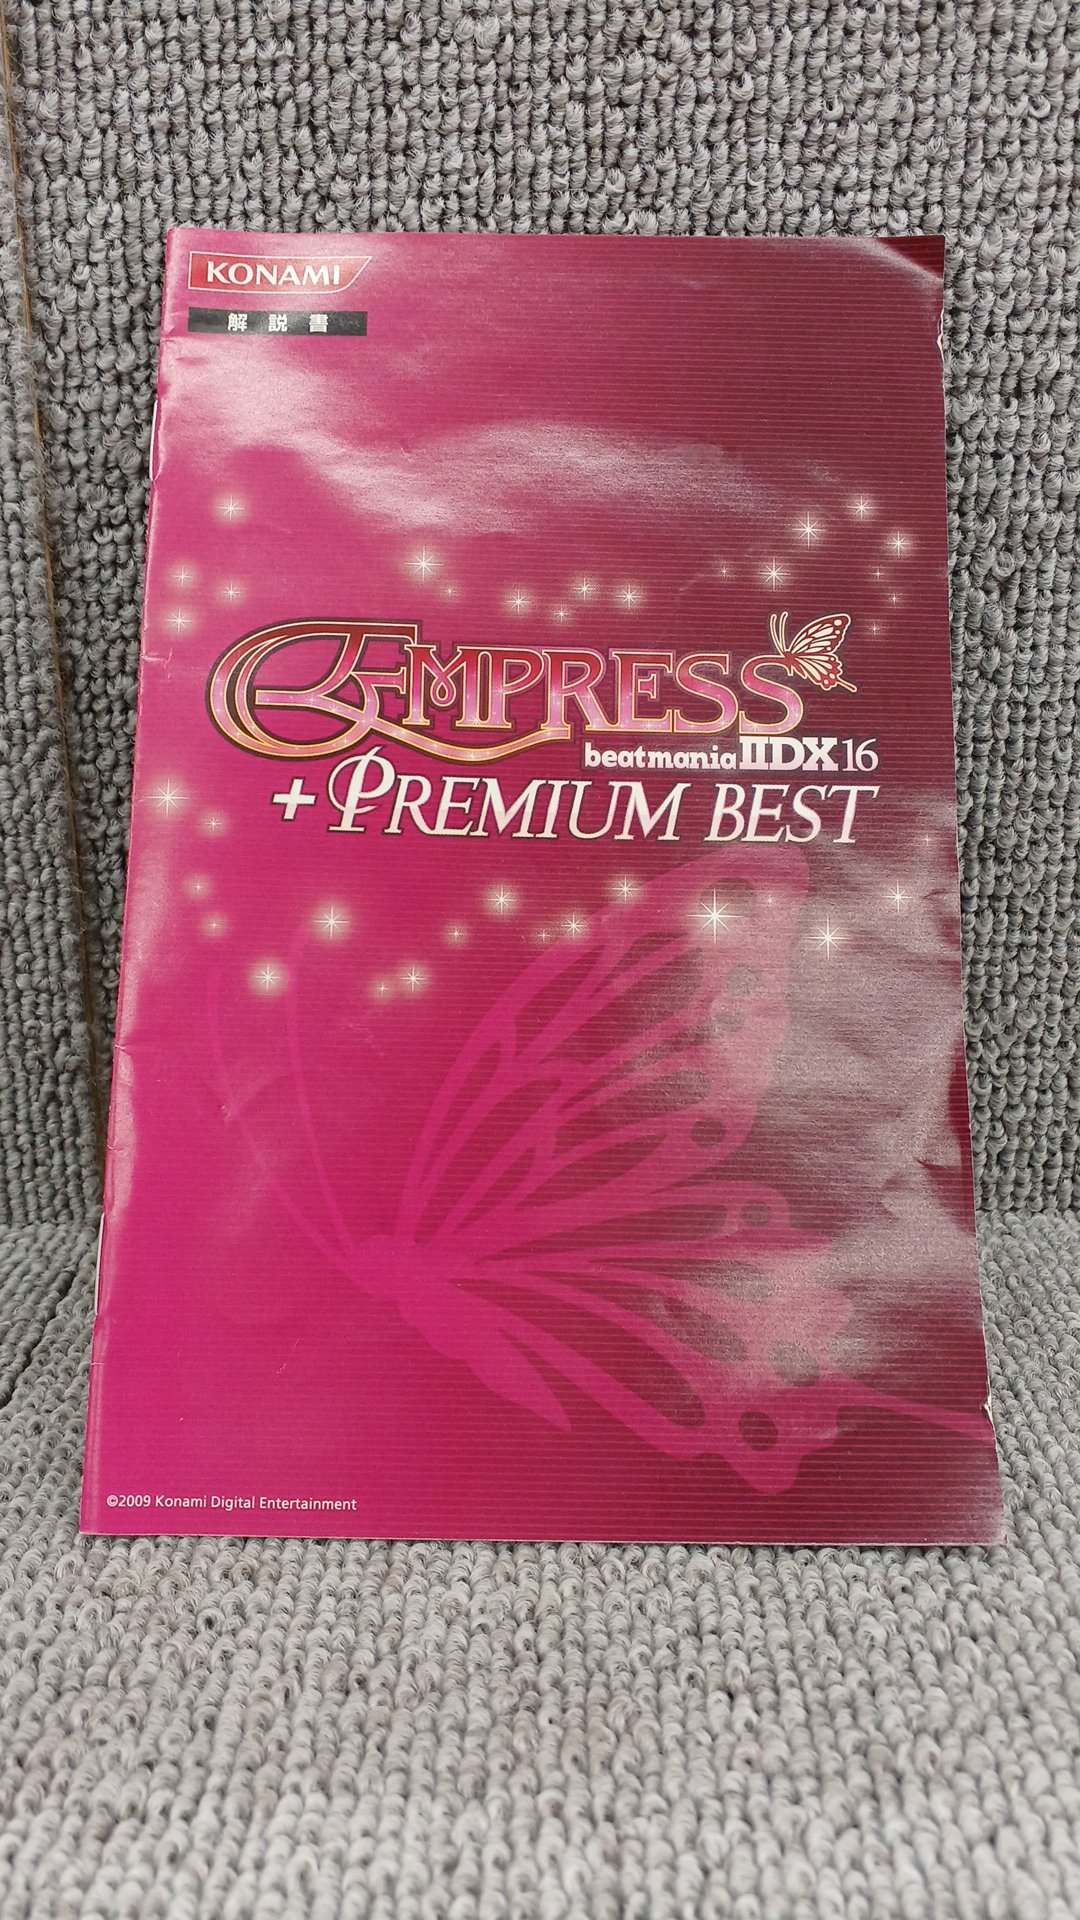 KONAMI
解説書
EMPRESS
beatmania IIDX 16
+ PREMIUM BEST
©2009 Konami Digital Entertainment